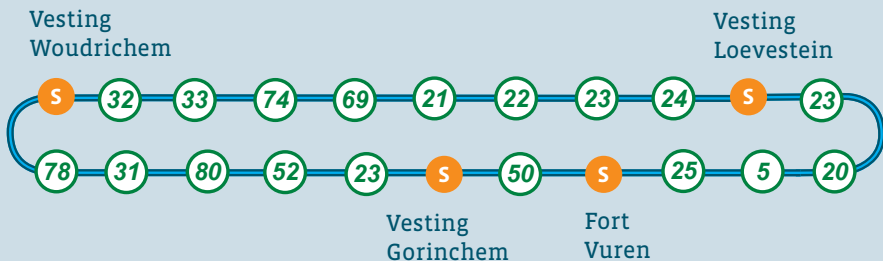 Vesting
Woudrichem
Vesting
Loevestein
S 32 33 74 69 21 22 23 24 S 23
78 31 80 52 23 S 50 S 25 5 20
Vesting
Gorinchem
Fort
Vuren